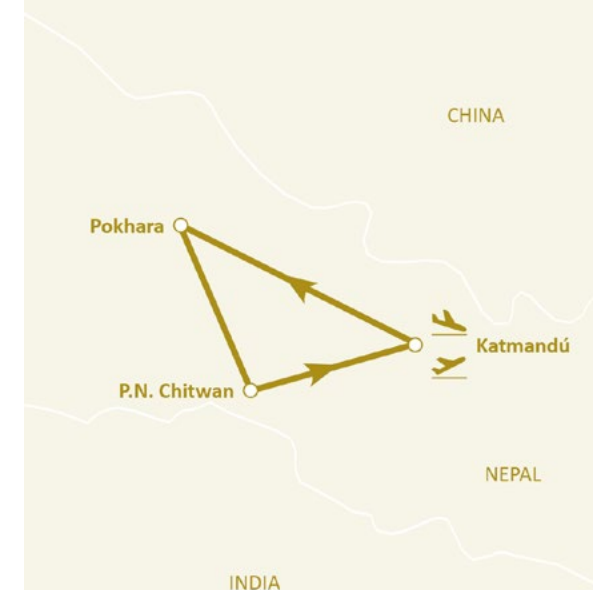 CHINA
Pokhara
Katmandú
P.N. Chitwan
NEPAL
INDIA